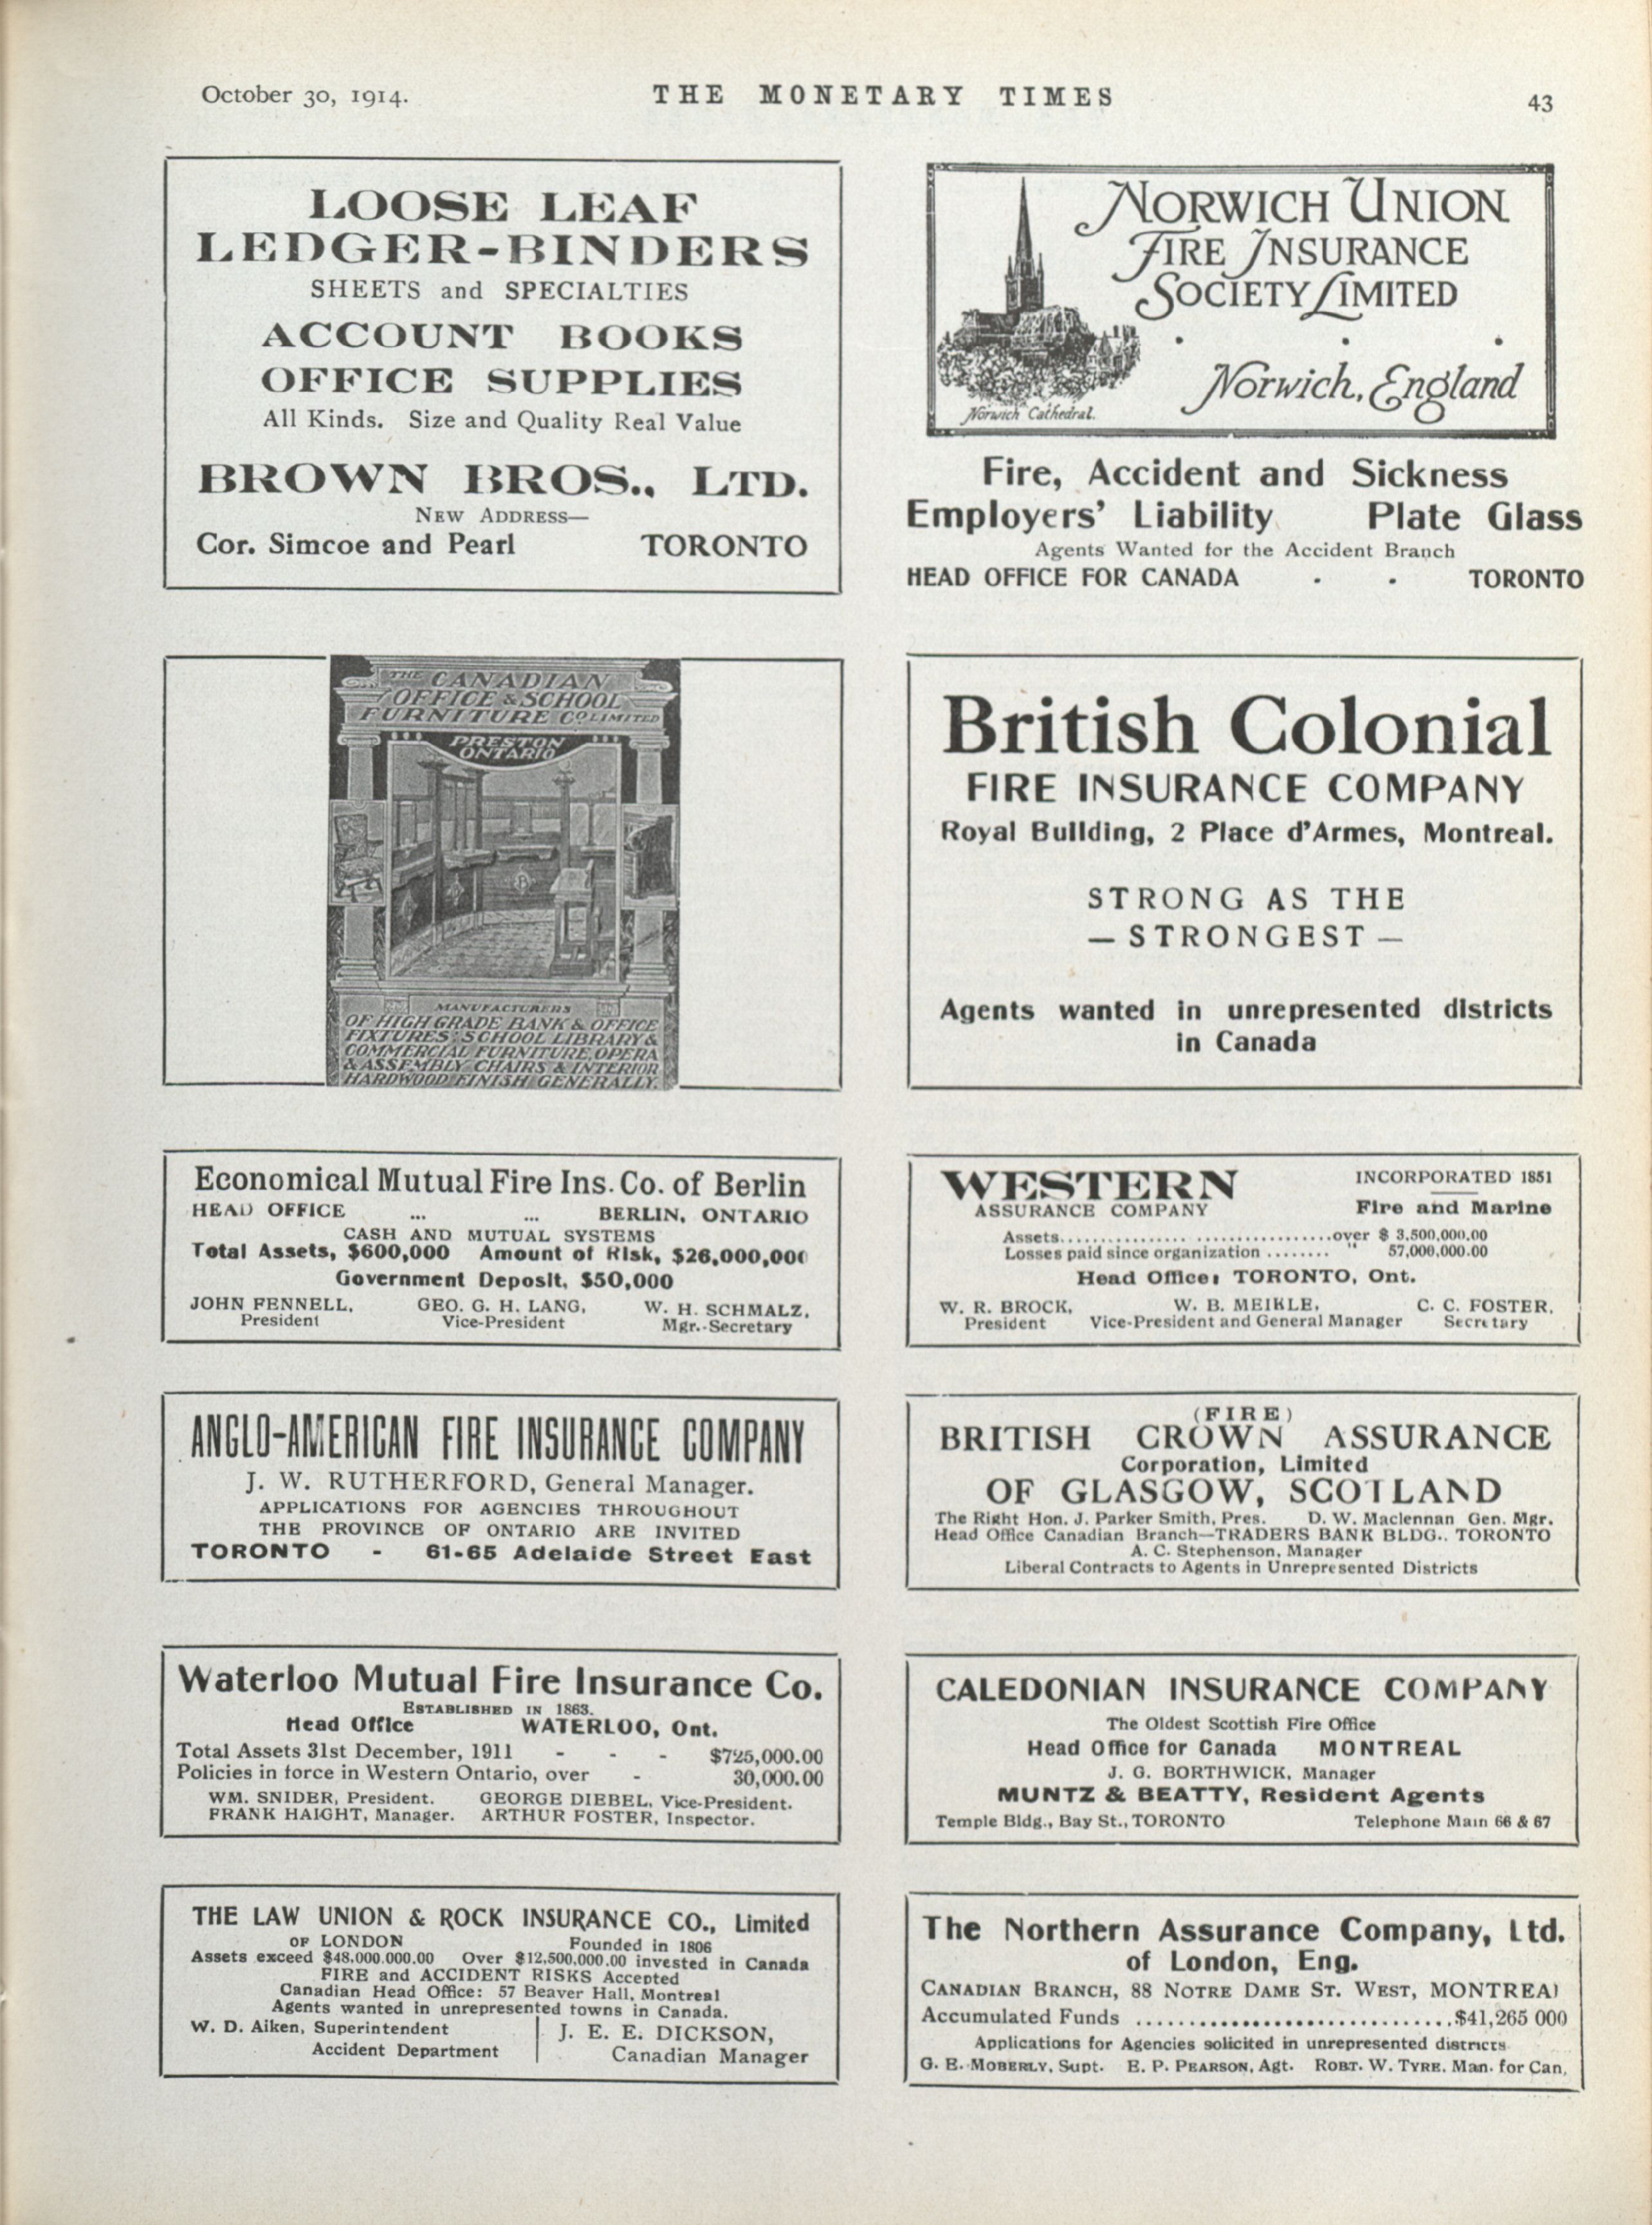 October 30, 1914.
THE MONETARY TIMES
43
LOOSE LEAF
LEDGER-BINDERS
SHEETS and SPECIALTIES
ACCOUNT BOOKS
OFFICE SUPPLIES
All Kinds. Size and Quality Real Value
BROWN BROS., LTD.
NEW ADDRESS—
Cor. Simcoe and Pearl TORONTO
NORWICH UNION
FIRE INSURANCE
SOCIETY LIMITED
Norwich, England
Norwich Cathedral.
Fire, Accident and Sickness
Employers' Liability Plate Glass
Agents Wanted for the Accident Branch
HEAD OFFICE FOR CANADA - - TORONTO
THE CANADIAN
OFFICE & SCHOOL
FURNITURE CO LIMITED
PRESTON
ONTARIO
MANUFACTURERS
OF HIGH GRADE BANK & OFFICE
FIXTURES, SCHOOL LIBRARY &
COMMERCIAL FURNITURE, OPERA
& ASSEMBLY CHAIRS & INTERIOR
HARDWOOD FINISH GENERALLY.
British Colonial
FIRE INSURANCE COMPANY
Royal Building, 2 Place d'Armes, Montreal.
STRONG AS THE
— STRONGEST —
Agents wanted in unrepresented districts
in Canada
Economical Mutual Fire Ins. Co. of Berlin
HEAD OFFICE ... ... BERLIN, ONTARIO
CASH AND MUTUAL SYSTEMS
Total Assets, $600,000 Amount of Risk, $26,000,000
Government Deposit, $50,000
JOHN FENNELL, GEO. G. H. LANG, W. H. SCHMALZ,
President Vice-President Mgr.-Secretary
WESTERN INCORPORATED 1851
ASSURANCE COMPANY Fire and Marine
Assets................................................over $ 3,500,000.00
Losses paid since organization ........ " 57,000,000.00
Head Office: TORONTO, Ont.
W. R. BROCK, W. B. MEIKLE, C. C. FOSTER,
President Vice-President and General Manager Secretary
ANGLO-AMERICAN FIRE INSURANCE COMPANY
J. W. RUTHERFORD, General Manager.
APPLICATIONS FOR AGENCIES THROUGHOUT
THE PROVINCE OF ONTARIO ARE INVITED
TORONTO - 61-65 Adelaide Street East
(FIRE)
BRITISH CROWN ASSURANCE
Corporation, Limited
OF GLASGOW, SCOTLAND
The Right Hon. J. Parker Smith, Pres. D. W. Maclennan Gen. Mgr.
Head Office Canadian Branch—TRADERS BANK BLDG., TORONTO
A. C. Stephenson, Manager
Liberal Contracts to Agents in Unrepresented Districts
Waterloo Mutual Fire Insurance Co.
ESTABLISHED IN 1863.
Head Office WATERLOO, Ont.
Total Assets 31st December, 1911 - - - $725,000.00
Policies in force in Western Ontario, over - 30,000.00
WM. SNIDER, President. GEORGE DIEBEL, Vice-President.
FRANK HAIGHT, Manager. ARTHUR FOSTER, Inspector.
CALEDONIAN INSURANCE COMPANY
The Oldest Scottish Fire Office
Head Office for Canada MONTREAL
J. G. BORTHWICK, Manager
MUNTZ & BEATTY, Resident Agents
Temple Bldg., Bay St., TORONTO Telephone Main 66 & 67
THE LAW UNION & ROCK INSURANCE CO., Limited
OF LONDON Founded in 1806
Assets exceed $48,000,000.00 Over $12,500,000.00 invested in Canada
FIRE and ACCIDENT RISKS Accepted
Canadian Head Office: 57 Beaver Hall, Montreal
Agents wanted in unrepresented towns in Canada.
W. D. Aiken, Superintendent J. E. E. DICKSON,
Accident Department Canadian Manager
The Northern Assurance Company, Ltd.
of London, Eng.
CANADIAN BRANCH, 88 NOTRE DAME ST. WEST, MONTREAL
Accumulated Funds ................................$41,265 000
Applications for Agencies solicited in unrepresented districts
G. E. MOBERLY, Supt. E. P. PEARSON, Agt. ROBT. W. TYRE, Man. for Can.